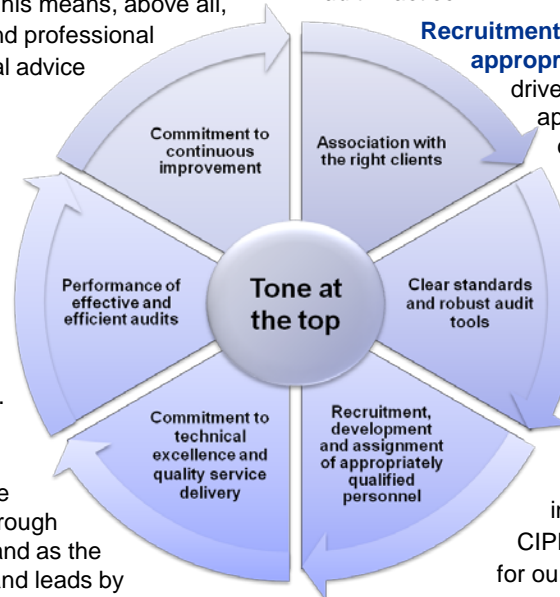 his means, above all,
nd professional
al advice
Recruitment
appropr
drive
ap
Commitment to
continuous
improvement
Association with
the right clients
Performance of
effective and
efficient audits
Tone at
the top
Clear standards
and robust audit
tools
Commitment to
technical
excellence and
quality service
delivery
Recruitment,
development
and assignment
of appropriately
qualified
personnel
e
rough
and as the
and leads by
in
CIP
for ou